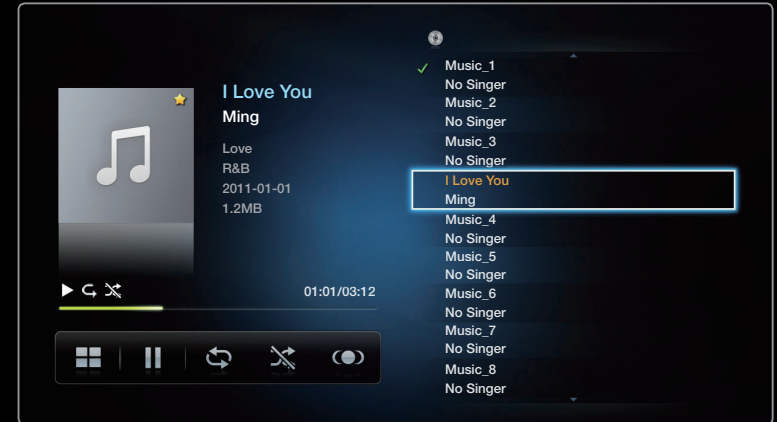 I Love You
Ming
Love
R&B
2011-01-01
1.2MB
01:01/03:12
Music_1
No Singer
Music_2
No Singer
Music_3
No Singer
I Love You
Ming
Music_4
No Singer
Music_5
No Singer
Music_6
No Singer
Music_7
No Singer
Music_8
No Singer